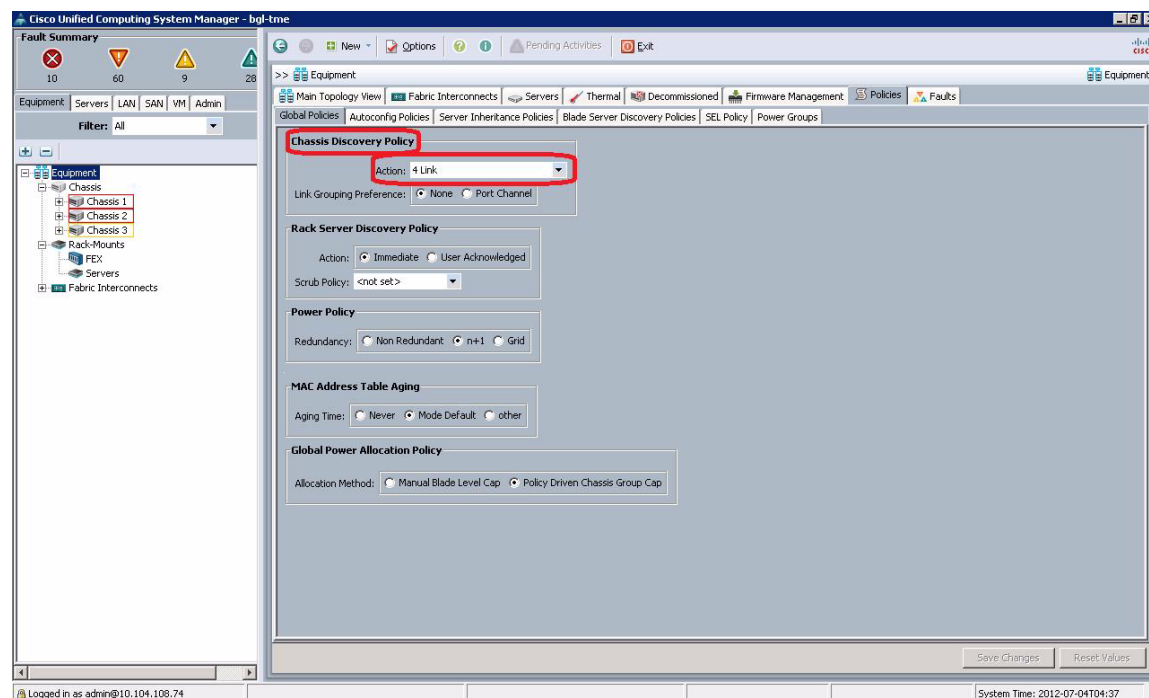 Cisco Unified Computing System Manager - bgl-tme
Fault Summary
10 60 9 28
New Options Pending Activities Exit
>> Equipment Equipment
Equipment Servers LAN SAN VM Admin
Filter: All
Main Topology View Fabric Interconnects Servers Thermal Decommissioned Firmware Management Policies Faults
Global Policies Autoconfig Policies Server Inheritance Policies Blade Server Discovery Policies SEL Policy Power Groups
Equipment
Chassis
Chassis 1
Chassis 2
Chassis 3
Rack-Mounts
FEX
Servers
Fabric Interconnects
Chassis Discovery Policy
Action: 4 Link
Link Grouping Preference: None Port Channel
Rack Server Discovery Policy
Action: Immediate User Acknowledged
Scrub Policy: <not set>
Power Policy
Redundancy: Non Redundant n+1 Grid
MAC Address Table Aging
Aging Time: Never Mode Default other
Global Power Allocation Policy
Allocation Method: Manual Blade Level Cap Policy Driven Chassis Group Cap
Save Changes Reset Values
Logged in as admin@10.104.108.74 System Time: 2012-07-04T04:37